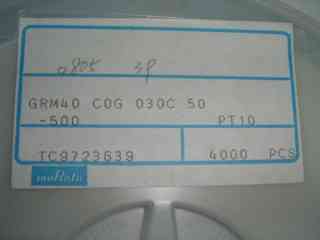 0805 3P
GRM40 C0G 030C 50
-500 PT10
TC9723639 4000 PCS
muRata